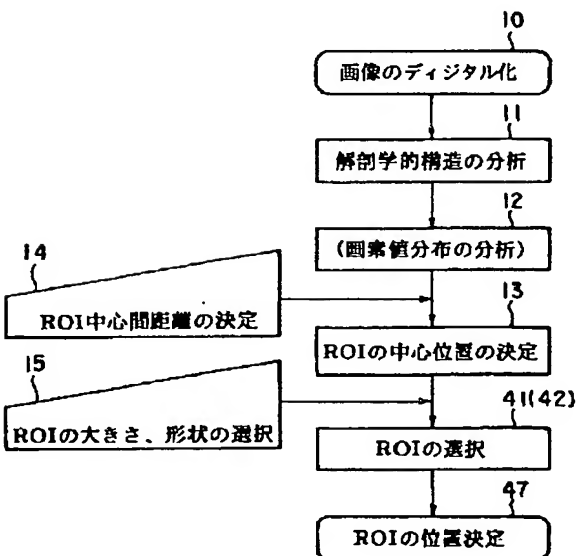 10
画像のディジタル化
11
解剖学的構造の分析
12
(画素値分布の分析)
14
ROI中心間距離の決定
13
ROIの中心位置の決定
15
ROIの大きさ、形状の選択
41(42)
ROIの選択
47
ROIの位置決定